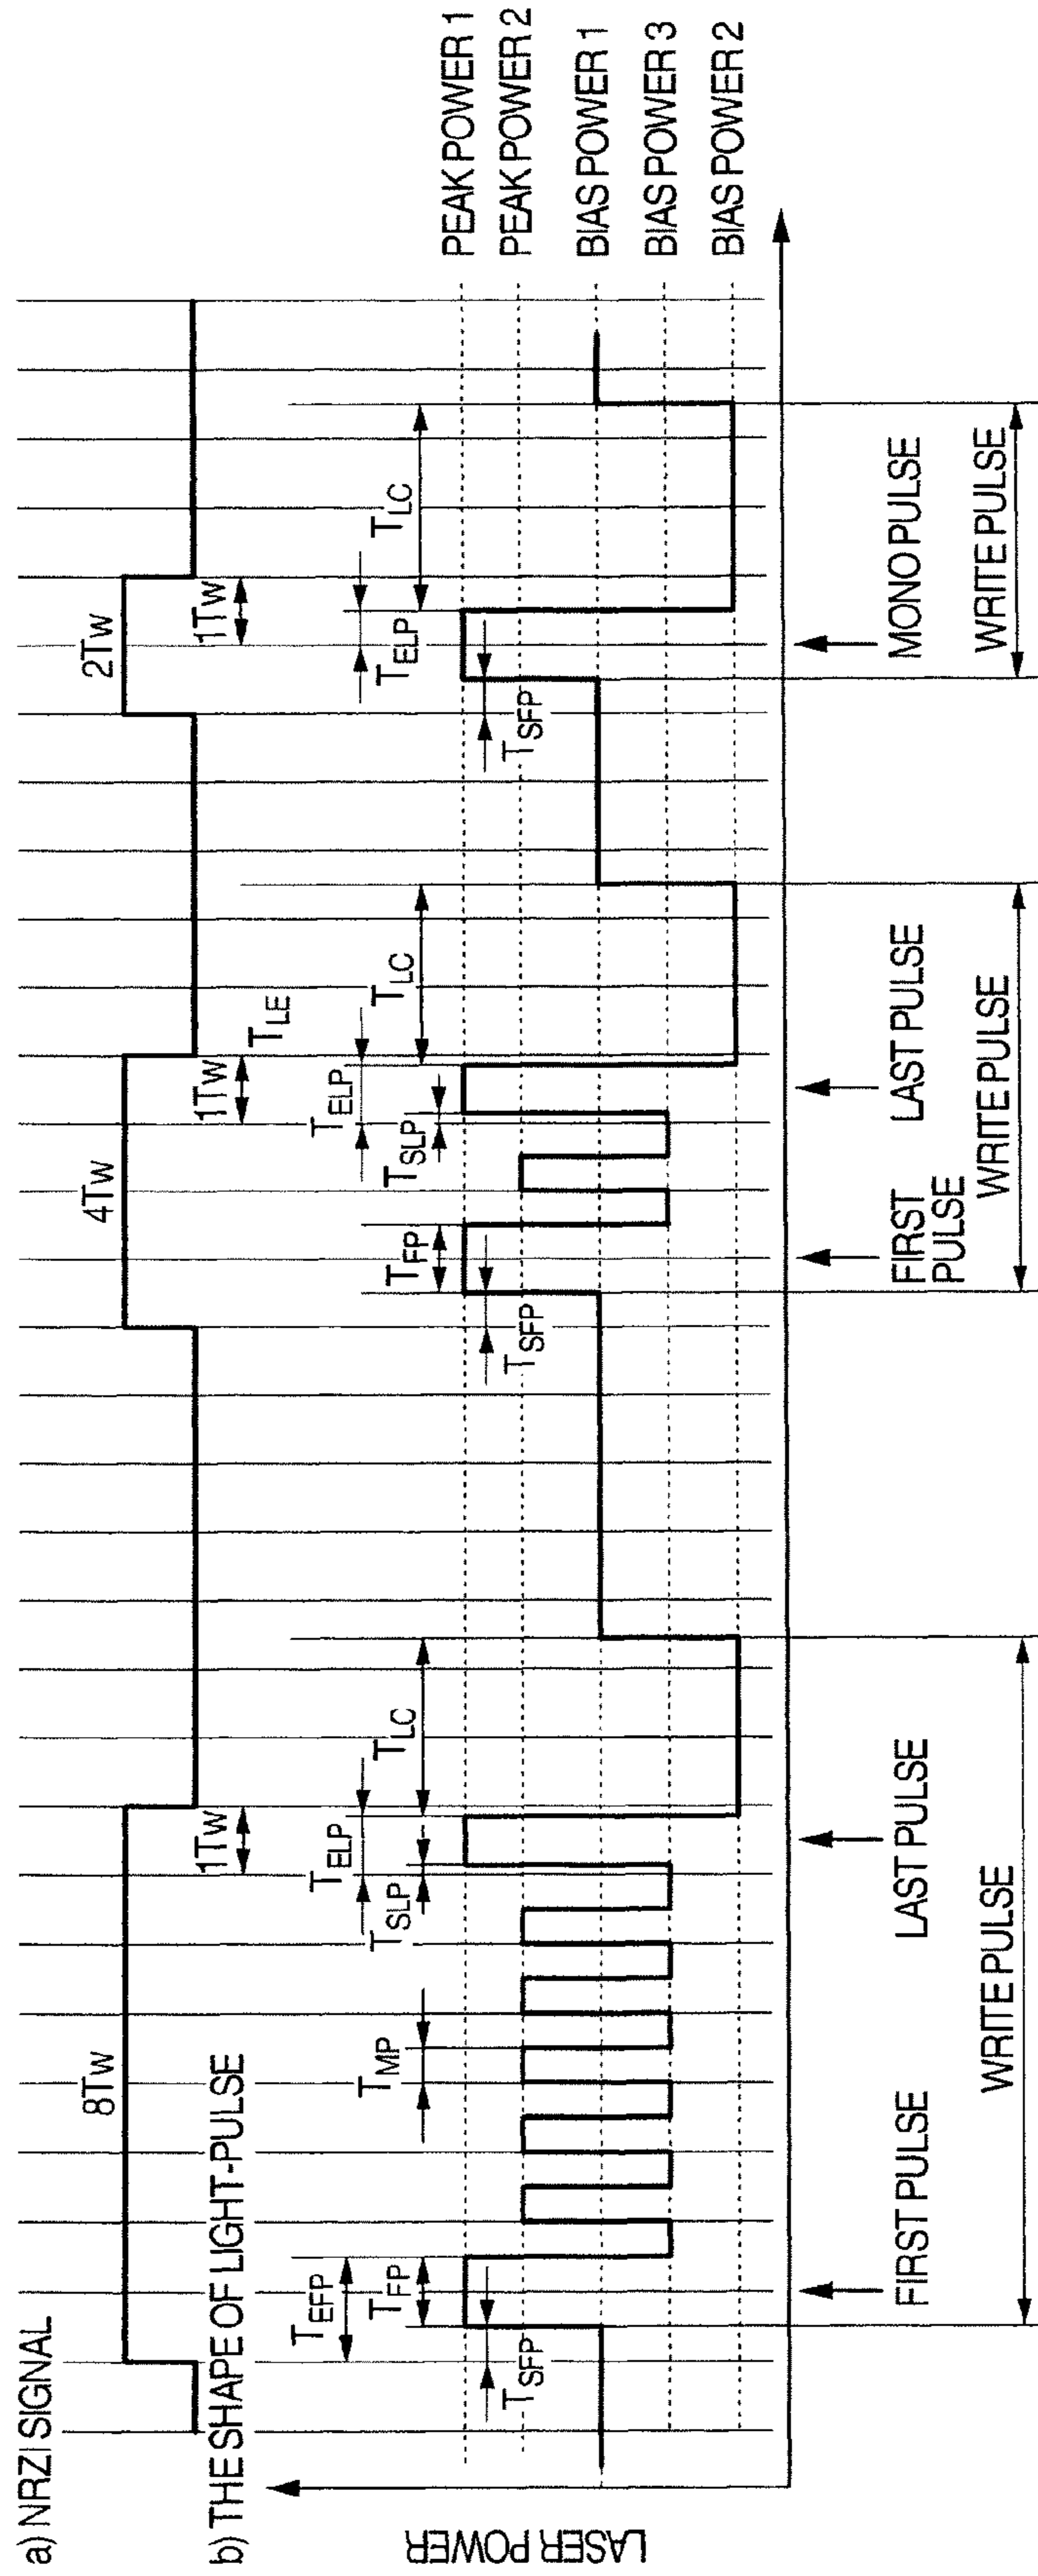 a) NRZI SIGNAL
8TW
4TW
2TW
1TW
1TW
TLE
1TW
b) THE SHAPE OF LIGHT-PULSE
LASER POWER
TEFP
TFP
TSFP
TMP
TELP
TSLP
TLC
TSFP
TFP
TSLP
TELP
TLC
TSFP
TELP
TLC
PEAK POWER 1
PEAK POWER 2
BIAS POWER 1
BIAS POWER 3
BIAS POWER 2
FIRST PULSE
LAST PULSE
FIRST
PULSE
LAST PULSE
MONO PULSE
WRITE PULSE
WRITE PULSE
WRITE PULSE